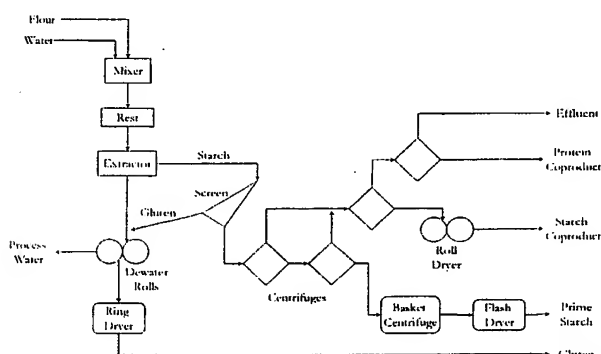 Flour
Water
Mixer
Rest
Extractor
Starch
Screen
Gluten
Process
Water
Dewater
Rolls
Ring
Dryer
Centrifuges
Effluent
Protein
Coproduct
Roll
Dryer
Starch
Coproduct
Basket
Centrifuge
Flash
Dryer
Prime
Starch
Gluten